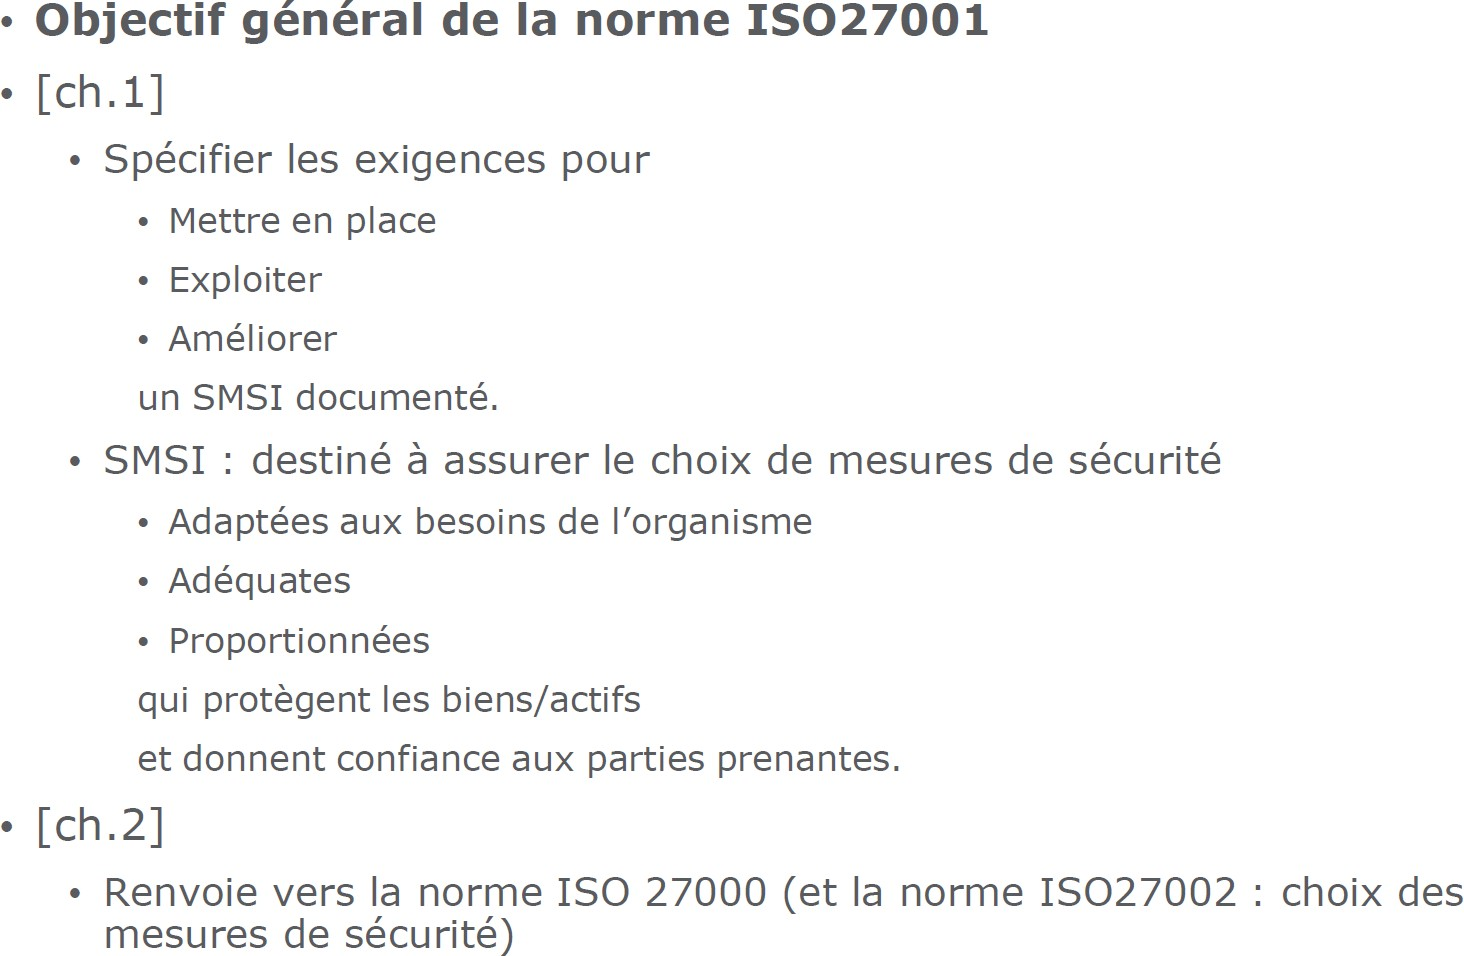 • Objectif général de la norme ISO27001
• [ch.1]
• Spécifier les exigences pour
• Mettre en place
• Exploiter
• Améliorer
un SMSI documenté.
• SMSI : destiné à assurer le choix de mesures de sécurité
• Adaptées aux besoins de l’organisme
• Adéquates
• Proportionnées
qui protègent les biens/actifs
et donnent confiance aux parties prenantes.
• [ch.2]
• Renvoie vers la norme ISO 27000 (et la norme ISO27002 : choix des
mesures de sécurité)